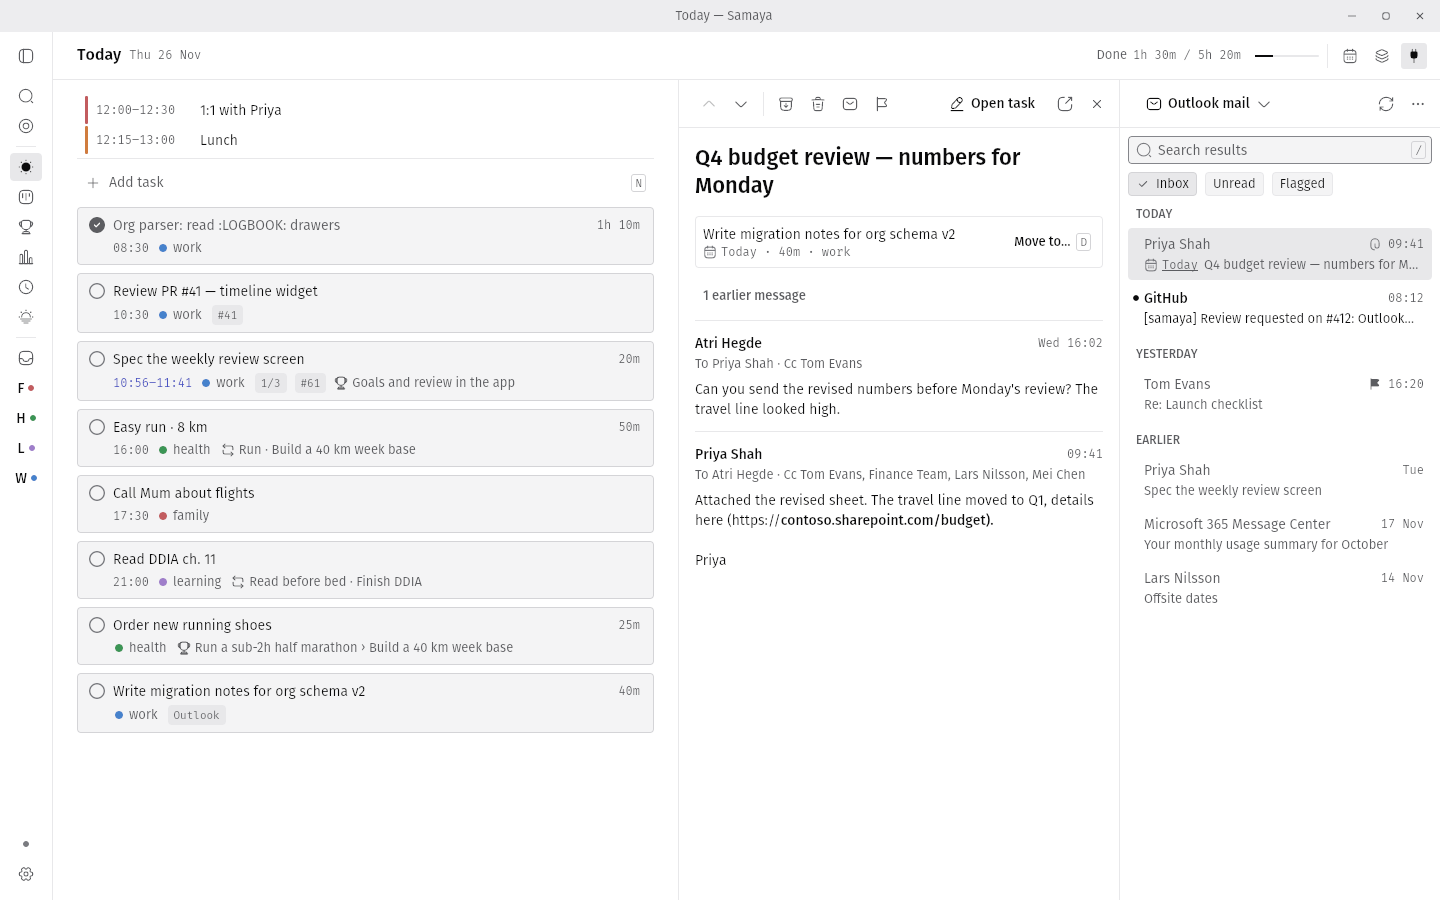 Today — Samaya
Today Thu 26 Nov
Done 1h 30m / 5h 20m
12:00–12:30 1:1 with Priya
12:15–13:00 Lunch
Add task N
Org parser: read :LOGBOOK: drawers 1h 10m
08:30 work
Review PR #41 — timeline widget
10:30 work #41
Spec the weekly review screen 20m
10:56–11:41 work 1/3 #61 Goals and review in the app
Easy run · 8 km 50m
16:00 health Run · Build a 40 km week base
Call Mum about flights
17:30 family
Read DDIA ch. 11
21:00 learning Read before bed · Finish DDIA
Order new running shoes 25m
health Run a sub-2h half marathon › Build a 40 km week base
Write migration notes for org schema v2 40m
work Outlook
F
H
L
W
Open task
Q4 budget review — numbers for
Monday
Write migration notes for org schema v2
Today · 40m · work
Move to... D
1 earlier message
Atri Hegde Wed 16:02
To Priya Shah · Cc Tom Evans
Can you send the revised numbers before Monday's review? The
travel line looked high.
Priya Shah 09:41
To Atri Hegde · Cc Tom Evans, Finance Team, Lars Nilsson, Mei Chen
Attached the revised sheet. The travel line moved to Q1, details
here (https://contoso.sharepoint.com/budget).
Priya
Outlook mail
Search results /
Inbox Unread Flagged
TODAY
Priya Shah 09:41
Today Q4 budget review — numbers for M...
GitHub 08:12
[samaya] Review requested on #412: Outlook...
YESTERDAY
Tom Evans 16:20
Re: Launch checklist
EARLIER
Priya Shah Tue
Spec the weekly review screen
Microsoft 365 Message Center 17 Nov
Your monthly usage summary for October
Lars Nilsson 14 Nov
Offsite dates